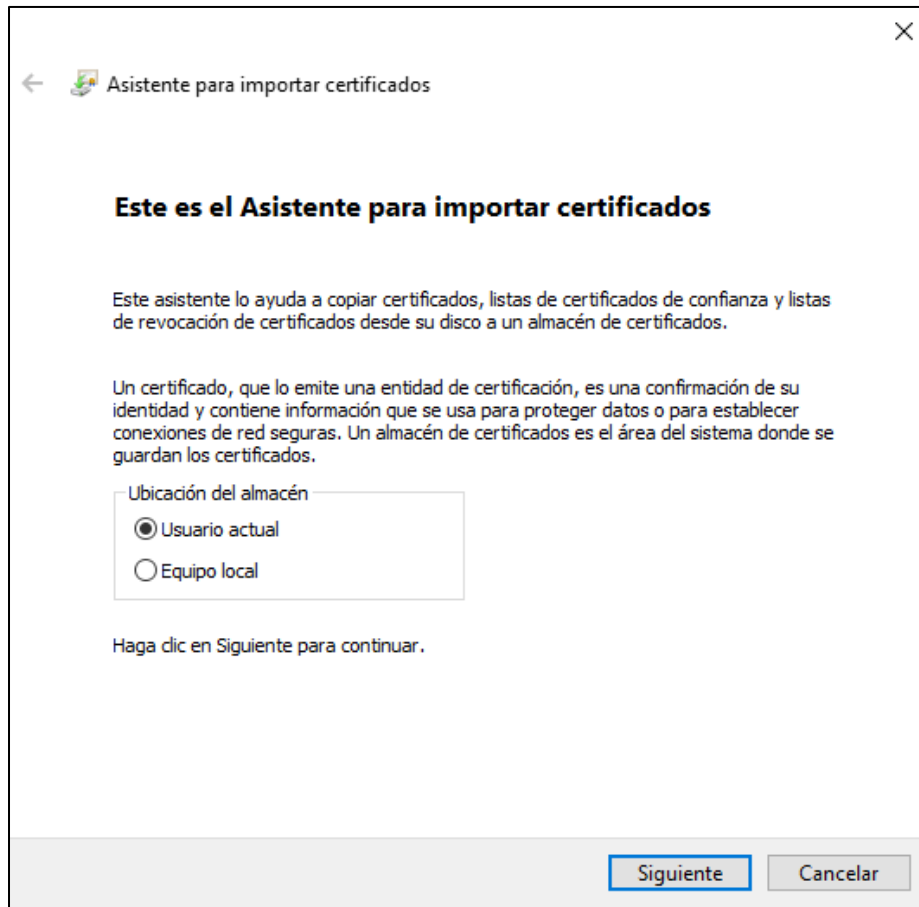 Asistente para importar certificados
Este es el Asistente para importar certificados
Este asistente lo ayuda a copiar certificados, listas de certificados de confianza y listas
de revocación de certificados desde su disco a un almacén de certificados.
Un certificado, que lo emite una entidad de certificación, es una confirmación de su
identidad y contiene información que se usa para proteger datos o para establecer
conexiones de red seguras. Un almacén de certificados es el área del sistema donde se
guardan los certificados.
Ubicación del almacén
Usuario actual
Equipo local
Haga clic en Siguiente para continuar.
Siguiente
Cancelar